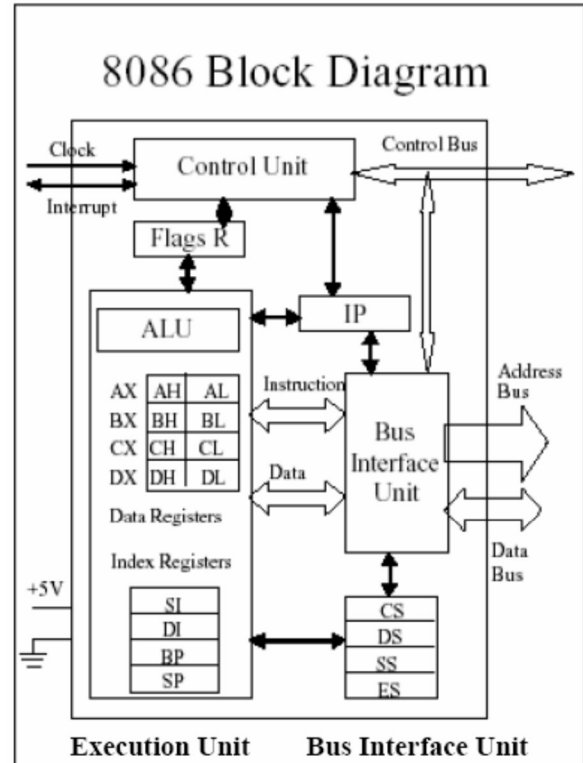 8086 Block Diagram
Clock
Control Unit
Control Bus
Interrupt
Flags R
ALU
IP
AX AH AL
BX BH BL
CX CH CL
DX DH DL
Data Registers
Instruction
Data
Bus
Interface
Unit
Address
Bus
Data
Bus
Index Registers
+5V
SI
DI
BP
SP
CS
DS
SS
ES
Execution Unit
Bus Interface Unit